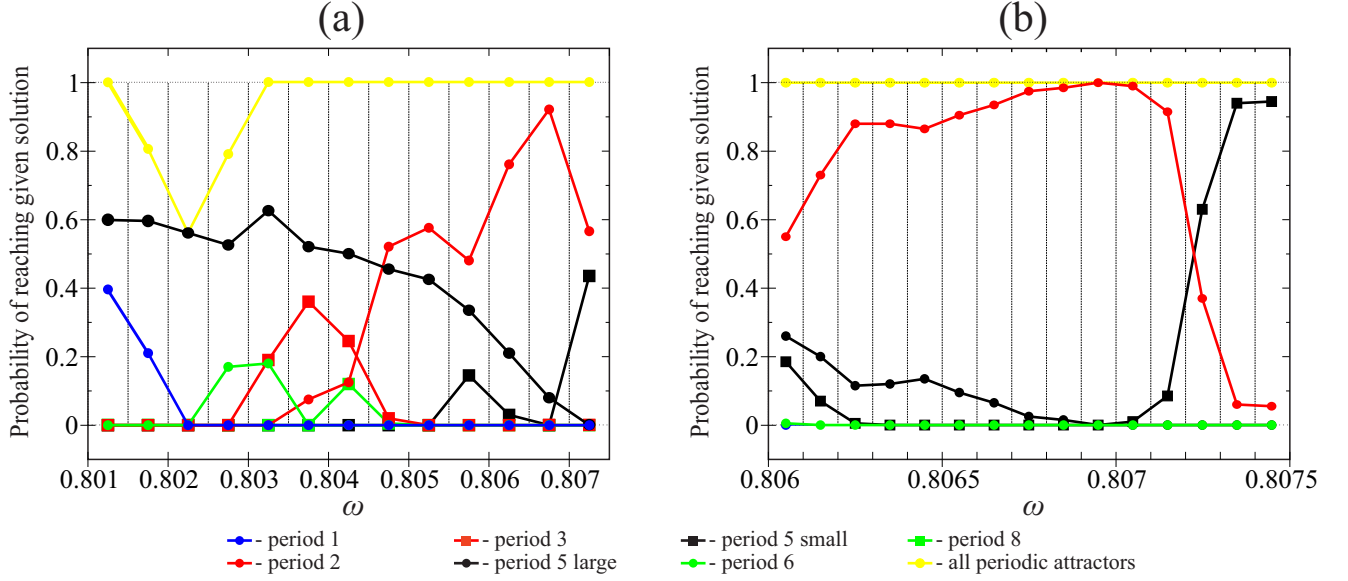 (a)
(b)
Probability of reaching given solution
1
0.8
0.6
0.4
0.2
0
0.801
0.802
0.803
0.804
0.805
0.806
0.807
ω
Probability of reaching given solution
1
0.8
0.6
0.4
0.2
0
0.806
0.8065
0.807
0.8075
ω
- period 1
- period 3
- period 5 small
- period 8
- period 2
- period 5 large
- period 6
- all periodic attractors